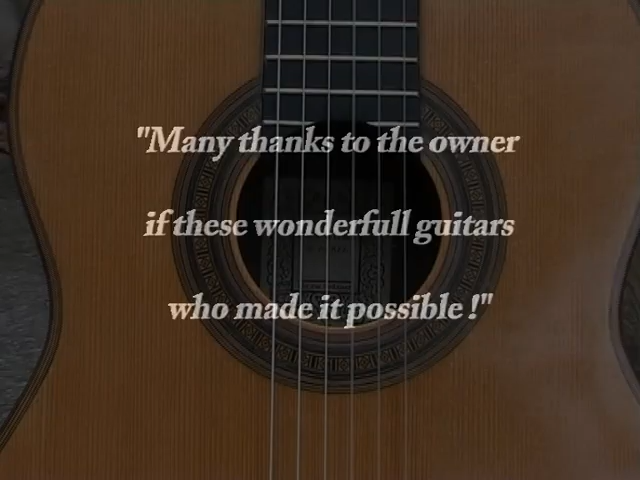 "Many thanks to the owner
if these wonderfull guitars
who made it possible !"